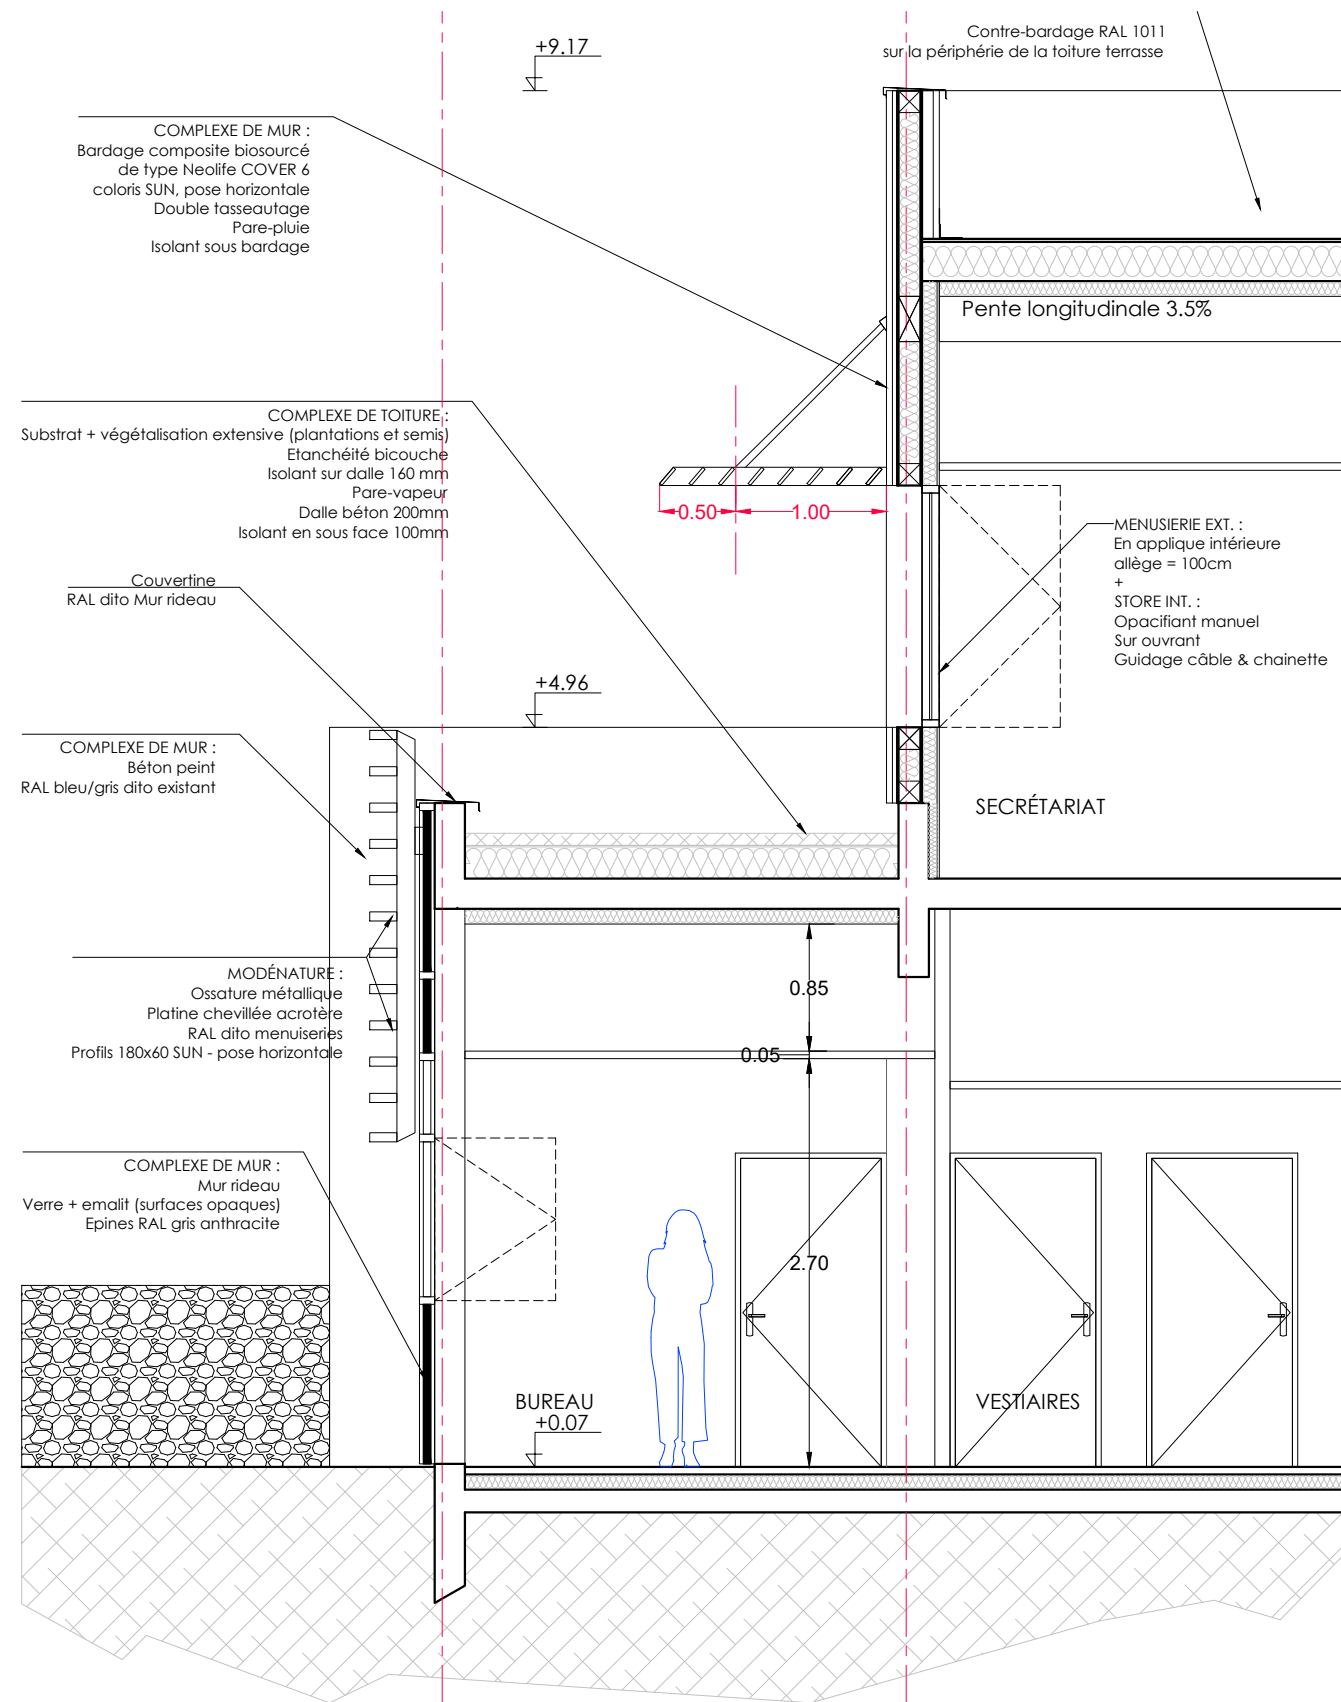 Contre-bardage RAL 1011
sur la périphérie de la toiture terrasse
+9.17
COMPLEXE DE MUR :
Bardage composite biosourcé
de type Neolife COVER 6
coloris SUN, pose horizontale
Double tasseautage
Pare-pluie
Isolant sous bardage
Pente longitudinale 3.5%
COMPLEXE DE TOITURE :
Substrat + végétalisation extensive (plantations et semis)
Etanchéité bicouche
Isolant sur dalle 160 mm
Pare-vapeur
Dalle béton 200mm
Isolant en sous face 100mm
0.50
1.00
MENUSIERIE EXT. :
En applique intérieure
allège = 100cm
+
STORE INT. :
Opacifiant manuel
Sur ouvrant
Guidage câble & chainette
Couvertine
RAL dito Mur rideau
+4.96
COMPLEXE DE MUR :
Béton peint
RAL bleu/gris dito existant
SECRÉTARIAT
MODÉNATURE :
Ossature métallique
Platine chevillée acrotère
RAL dito menuiseries
Profils 180x60 SUN - pose horizontale
0.85
0.05
COMPLEXE DE MUR :
Mur rideau
Verre + emalit (surfaces opaques)
Epines RAL gris anthracite
2.70
BUREAU
+0.07
VESTIAIRES